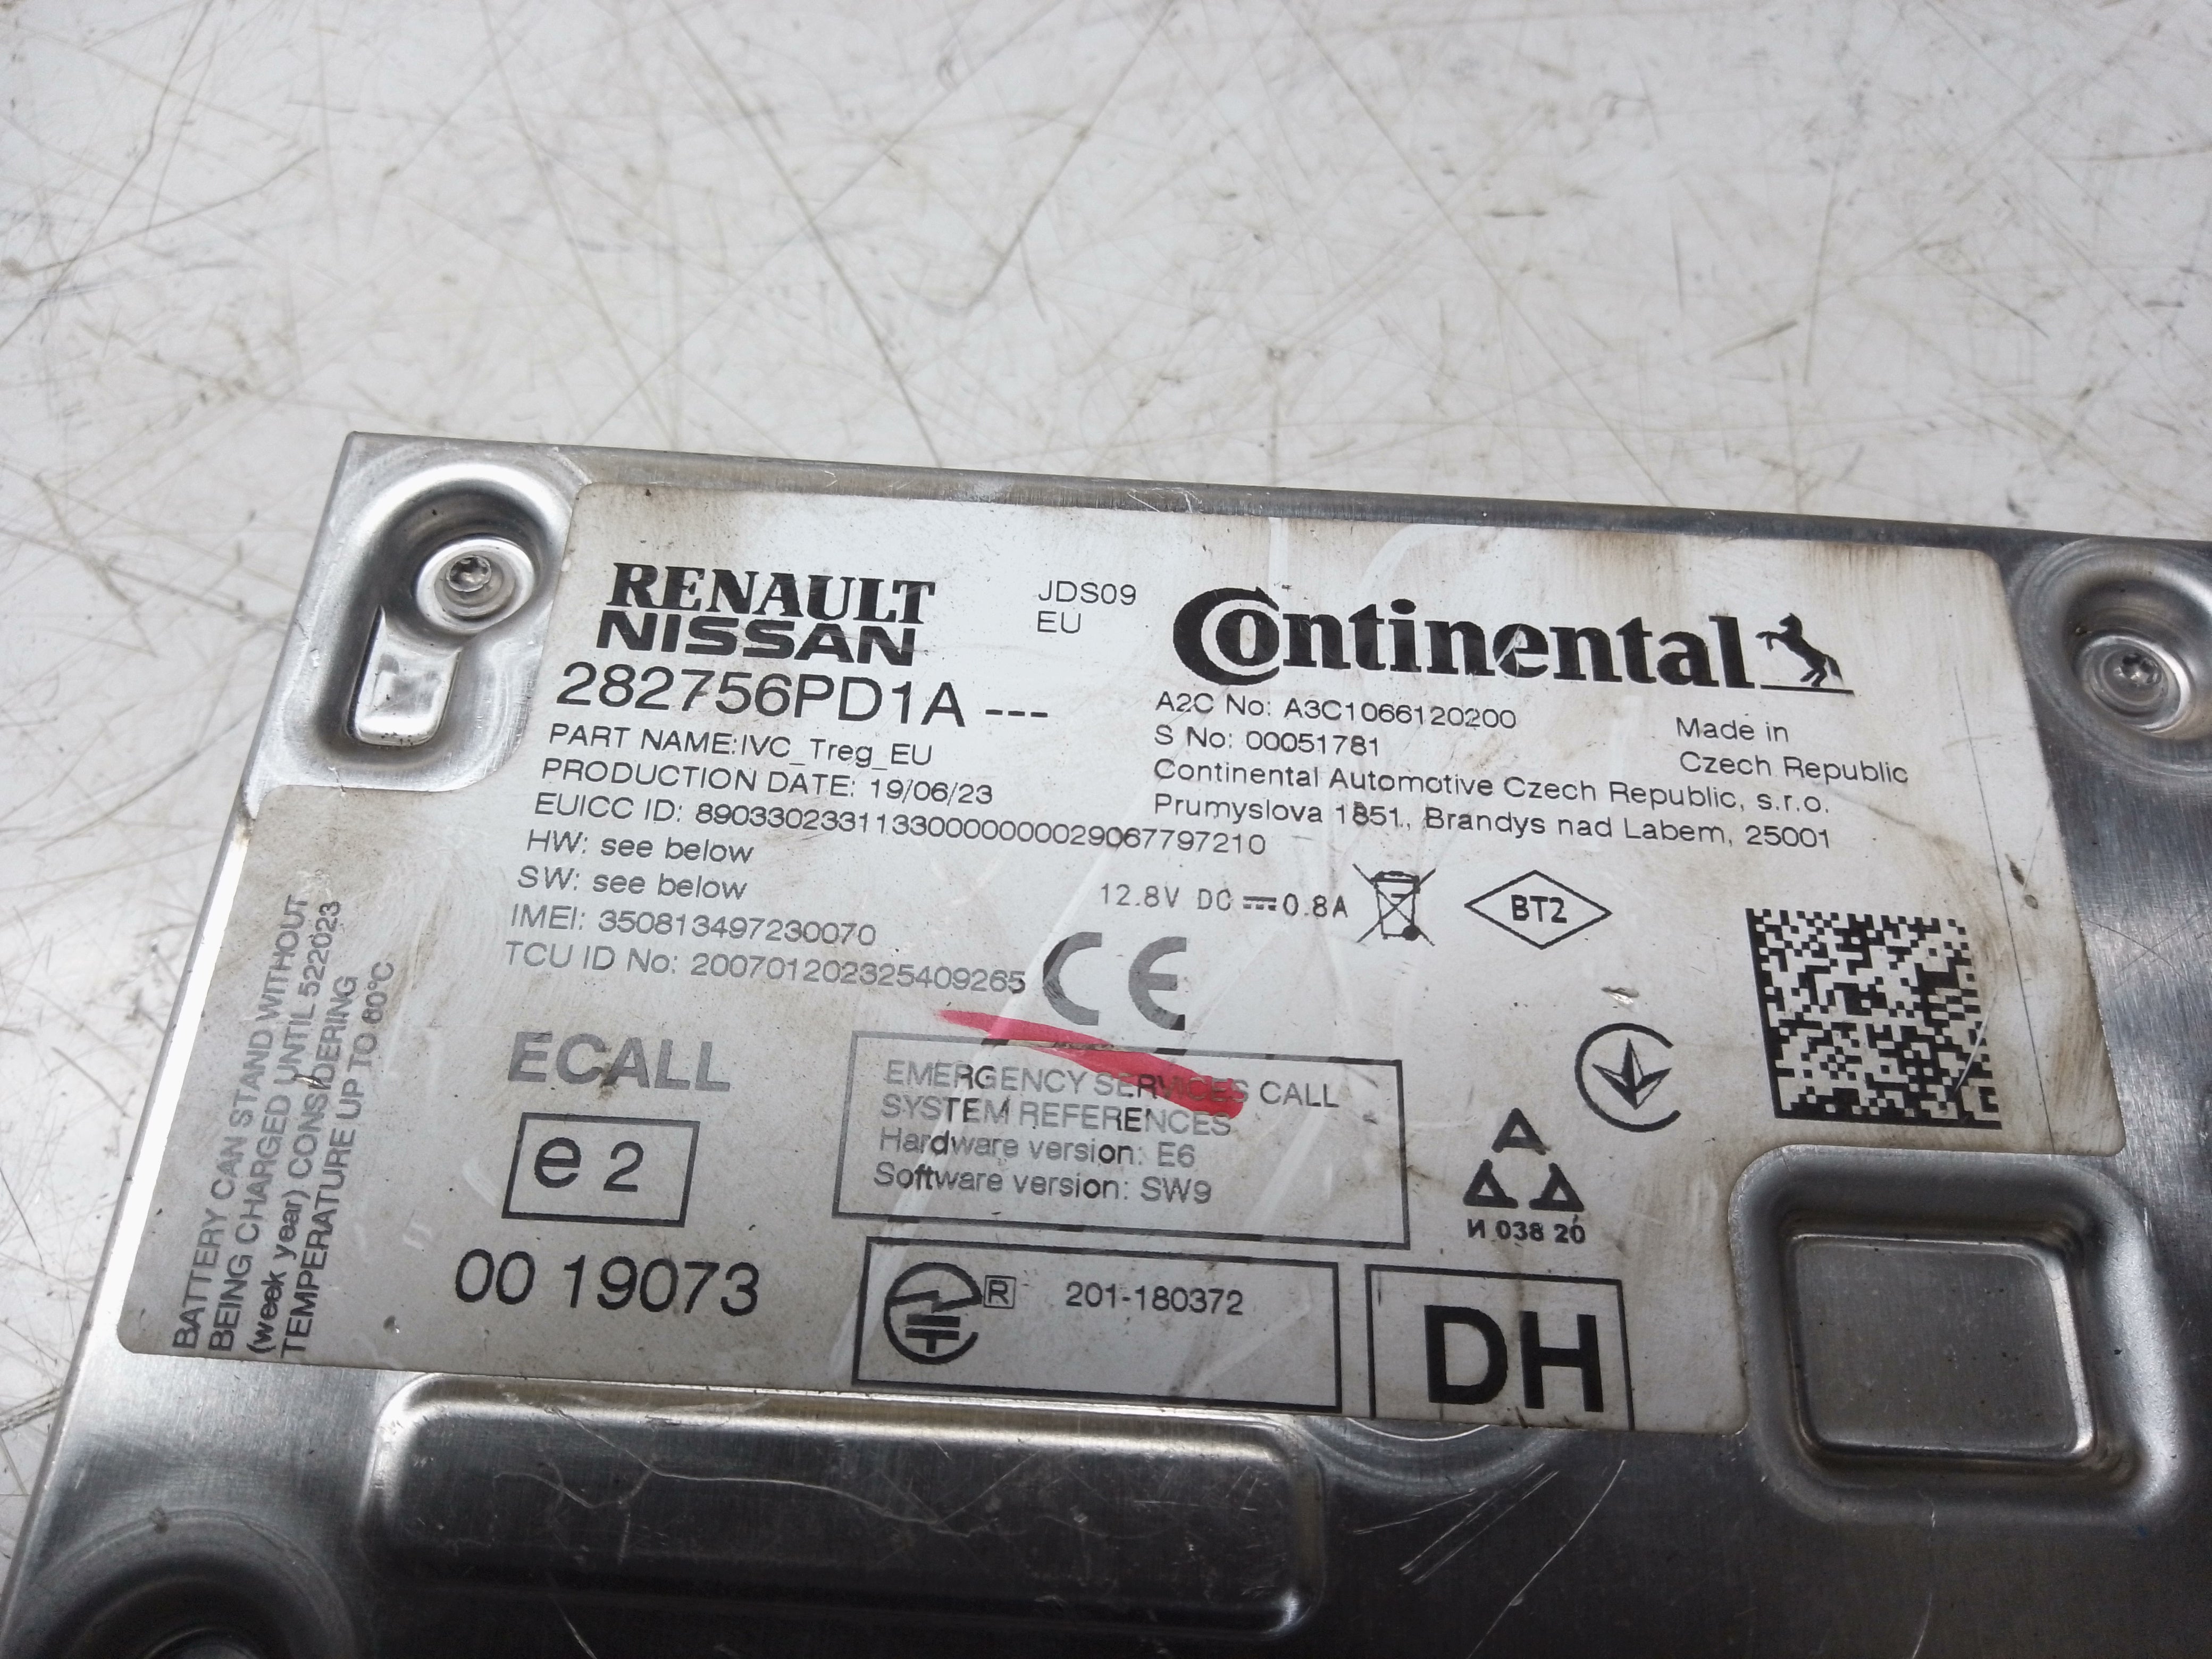 RENAULT
NISSAN
JDS09
EU
Continental
282756PD1A ---
PART NAME:IVC_Treg_EU
PRODUCTION DATE: 19/06/23
EUICC ID: 89033023311330000000029067797210
HW: see below
SW: see below
IMEI: 350813497230070
TCU ID No: 200701202325409265
A2C No: A3C1066120200
S No: 00051781
Made in
Czech Republic
Continental Automotive Czech Republic, s.r.o.
Prumyslova 1851, Brandys nad Labem, 25001
12.8V DC 0.8A
BT2
CE
ECALL
e2
00 19073
EMERGENCY SERVICES CALL
SYSTEM REFERENCES
Hardware version: E6
Software version: SW9
R 201-180372
И 038 20
DH
BATTERY CAN STAND WITHOUT
BEING CHARGED UNTIL 522023
(week year) CONSIDERING
TEMPERATURE UP TO 60°C